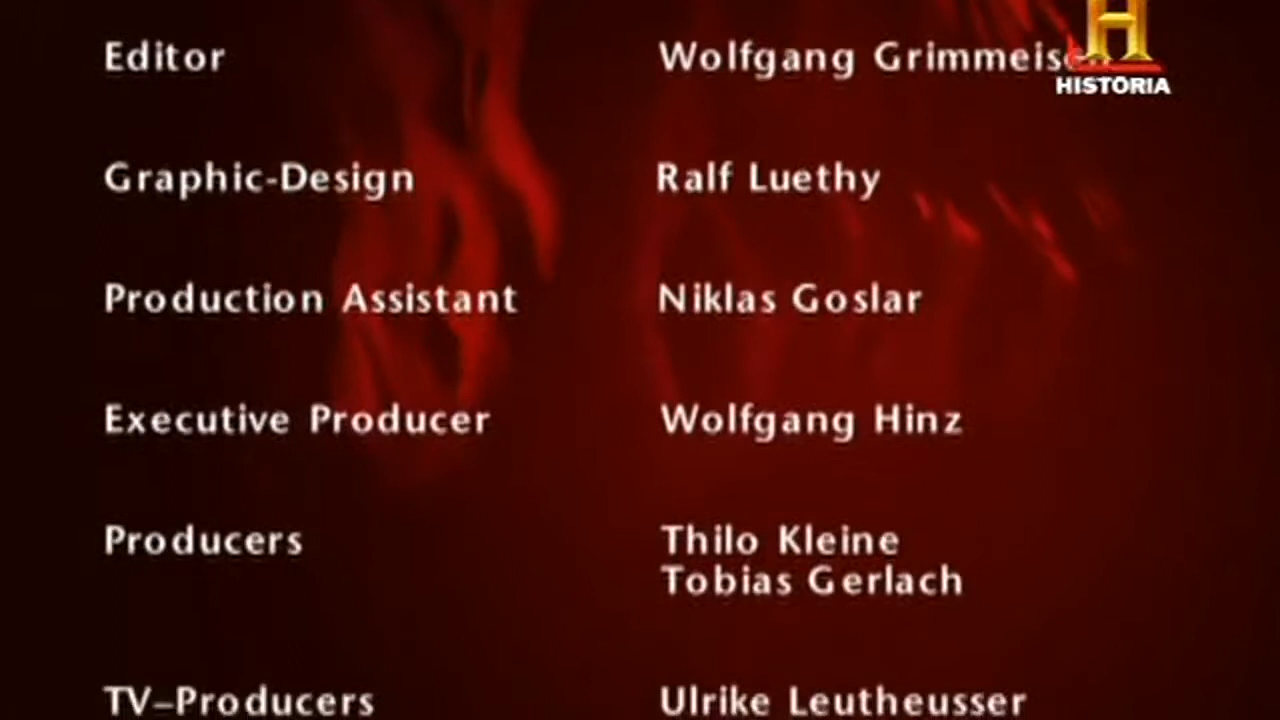 Editor Wolfgang
H
HISTORIA
Graphic-Design Ralf Luethy
Production Assistant Niklas Goslar
Executive Producer Wolfgang Hinz
Producers Thilo Kleine
Tobias Gerlach
TV–Producers Ulrike Leutheusser